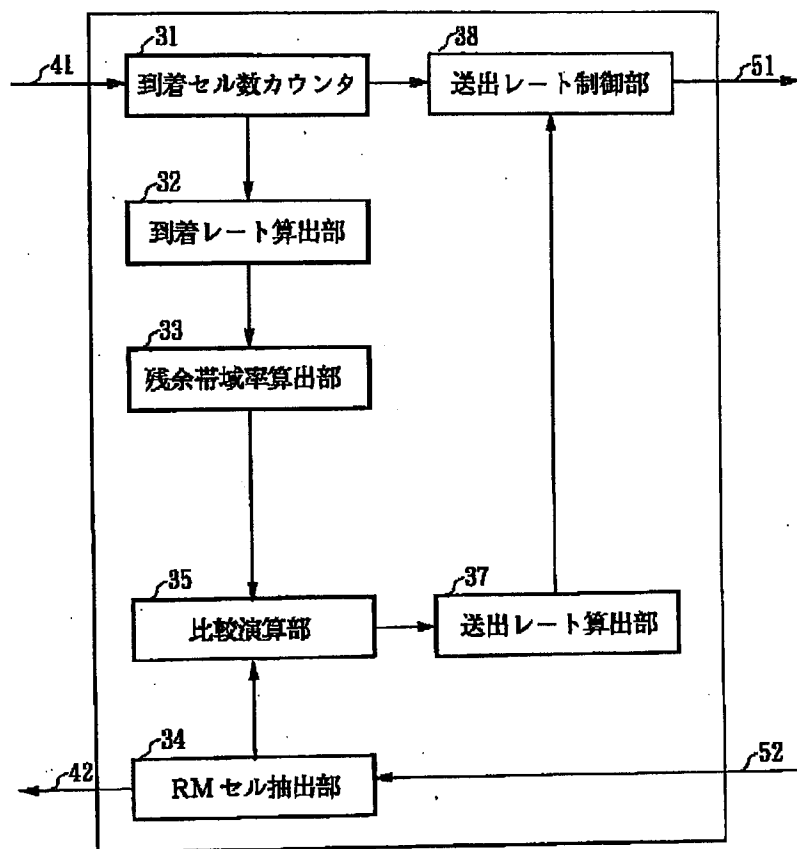 31
38
41
到着セル数カウンタ
送出レート制御部
51
32
到着レート算出部
33
残余帯域率算出部
35
37
比較演算部
送出レート算出部
34
52
42
RMセル抽出部